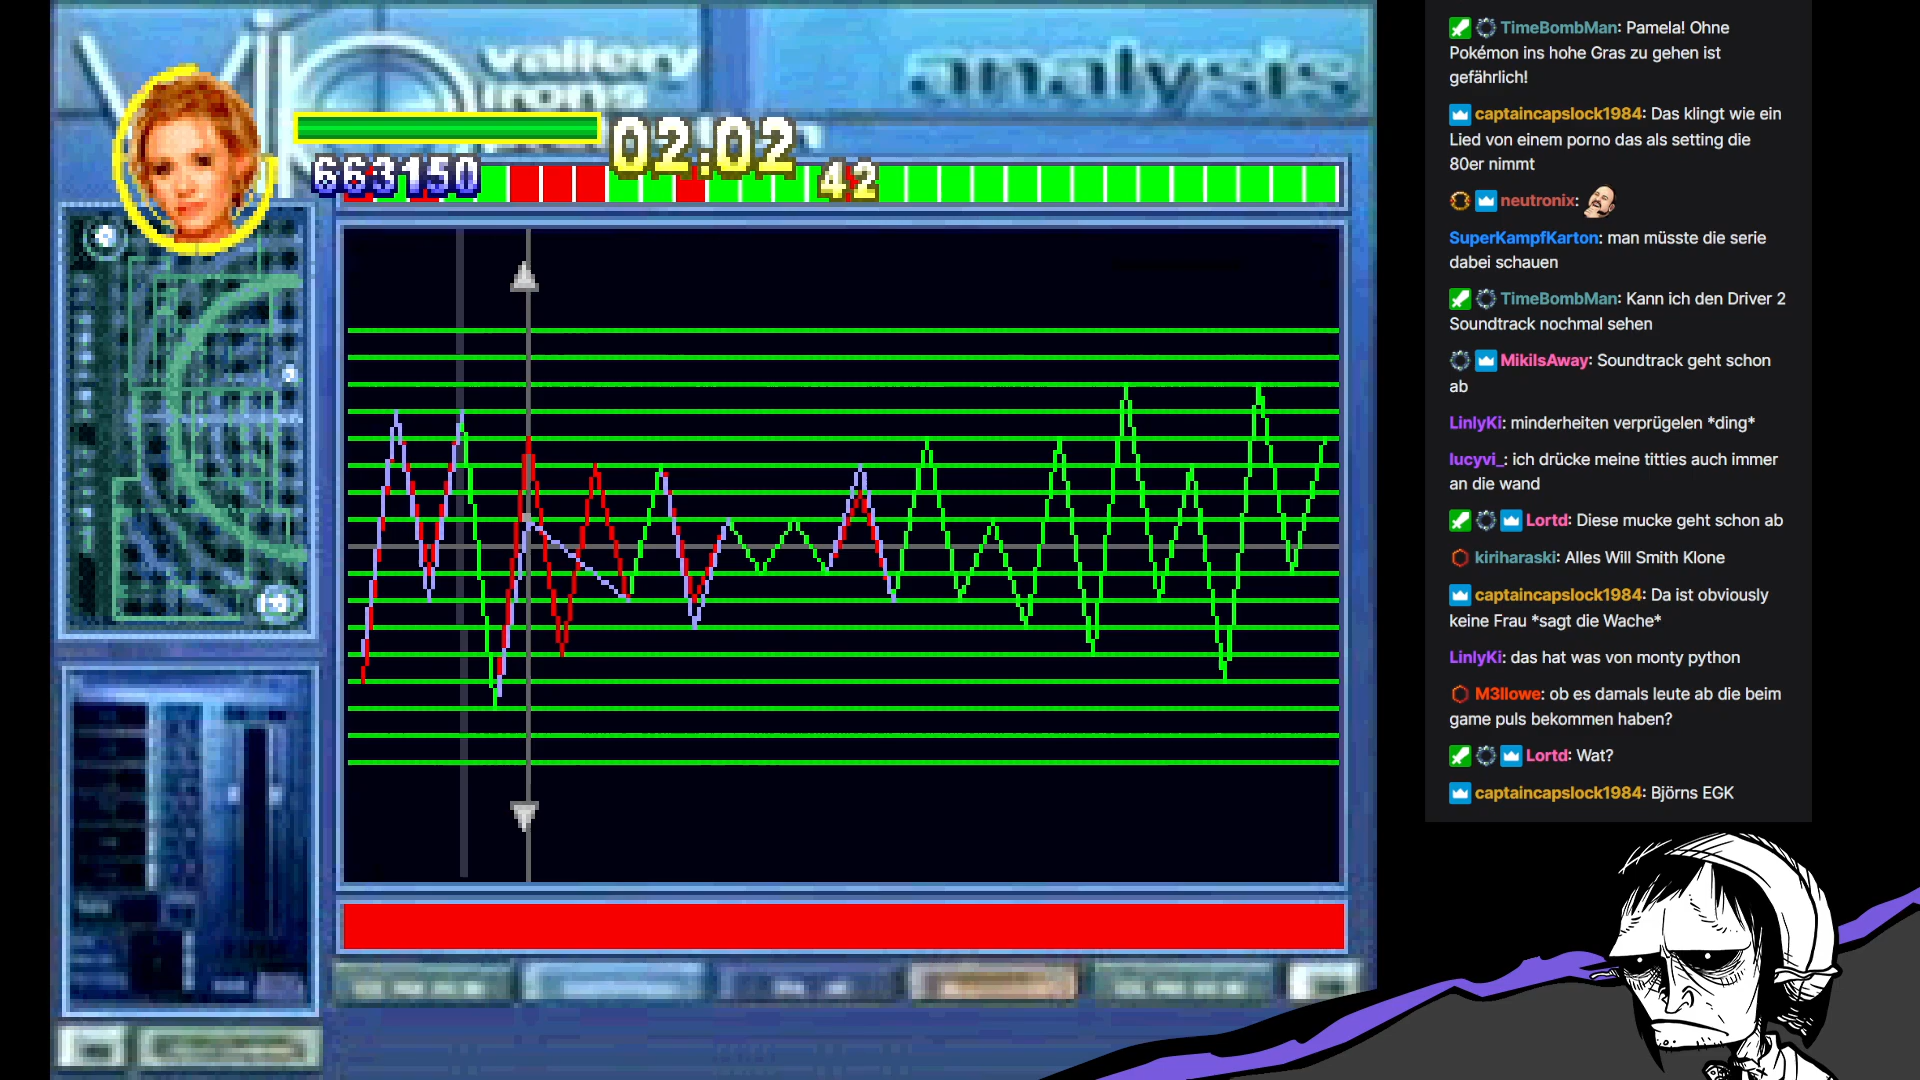 vallery
irons
analysis
02:02
663150
42
TimeBombMan: Pamela! Ohne
Pokémon ins hohe Gras zu gehen ist
gefährlich!
captaincapslock1984: Das klingt wie ein
Lied von einem porno das als setting die
80er nimmt
neutronix:
SuperKampfKarton: man müsste die serie
dabei schauen
TimeBombMan: Kann ich den Driver 2
Soundtrack nochmal sehen
MikilsAway: Soundtrack geht schon
ab
LinlyKi: minderheiten verprügelen *ding*
lucyvi_: ich drücke meine titties auch immer
an die wand
Lortd: Diese mucke geht schon ab
kiriharaski: Alles Will Smith Klone
captaincapslock1984: Da ist obviously
keine Frau *sagt die Wache*
LinlyKi: das hat was von monty python
M3llowe: ob es damals leute ab die beim
game puls bekommen haben?
Lortd: Wat?
captaincapslock1984: Björns EGK